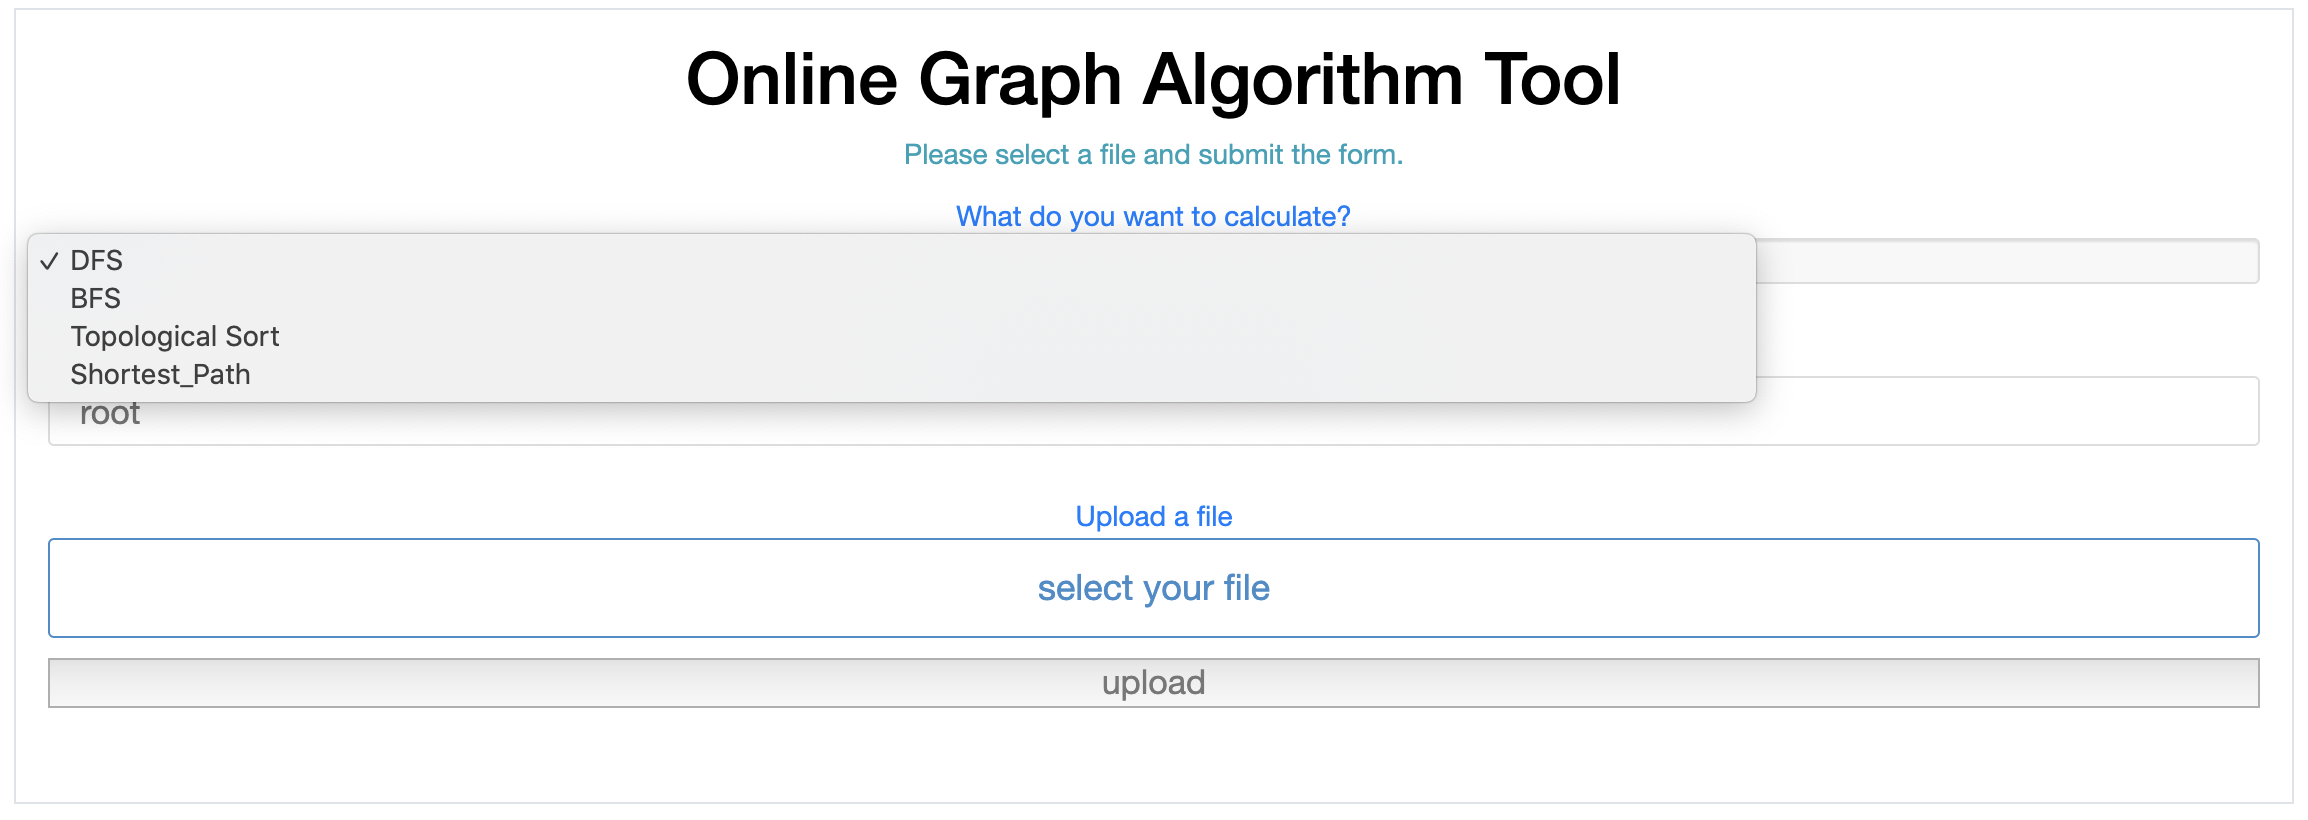 Online Graph Algorithm Tool
Please select a file and submit the form.
What do you want to calculate?
✓ DFS
BFS
Topological Sort
Shortest_Path
root
Upload a file
select your file
upload